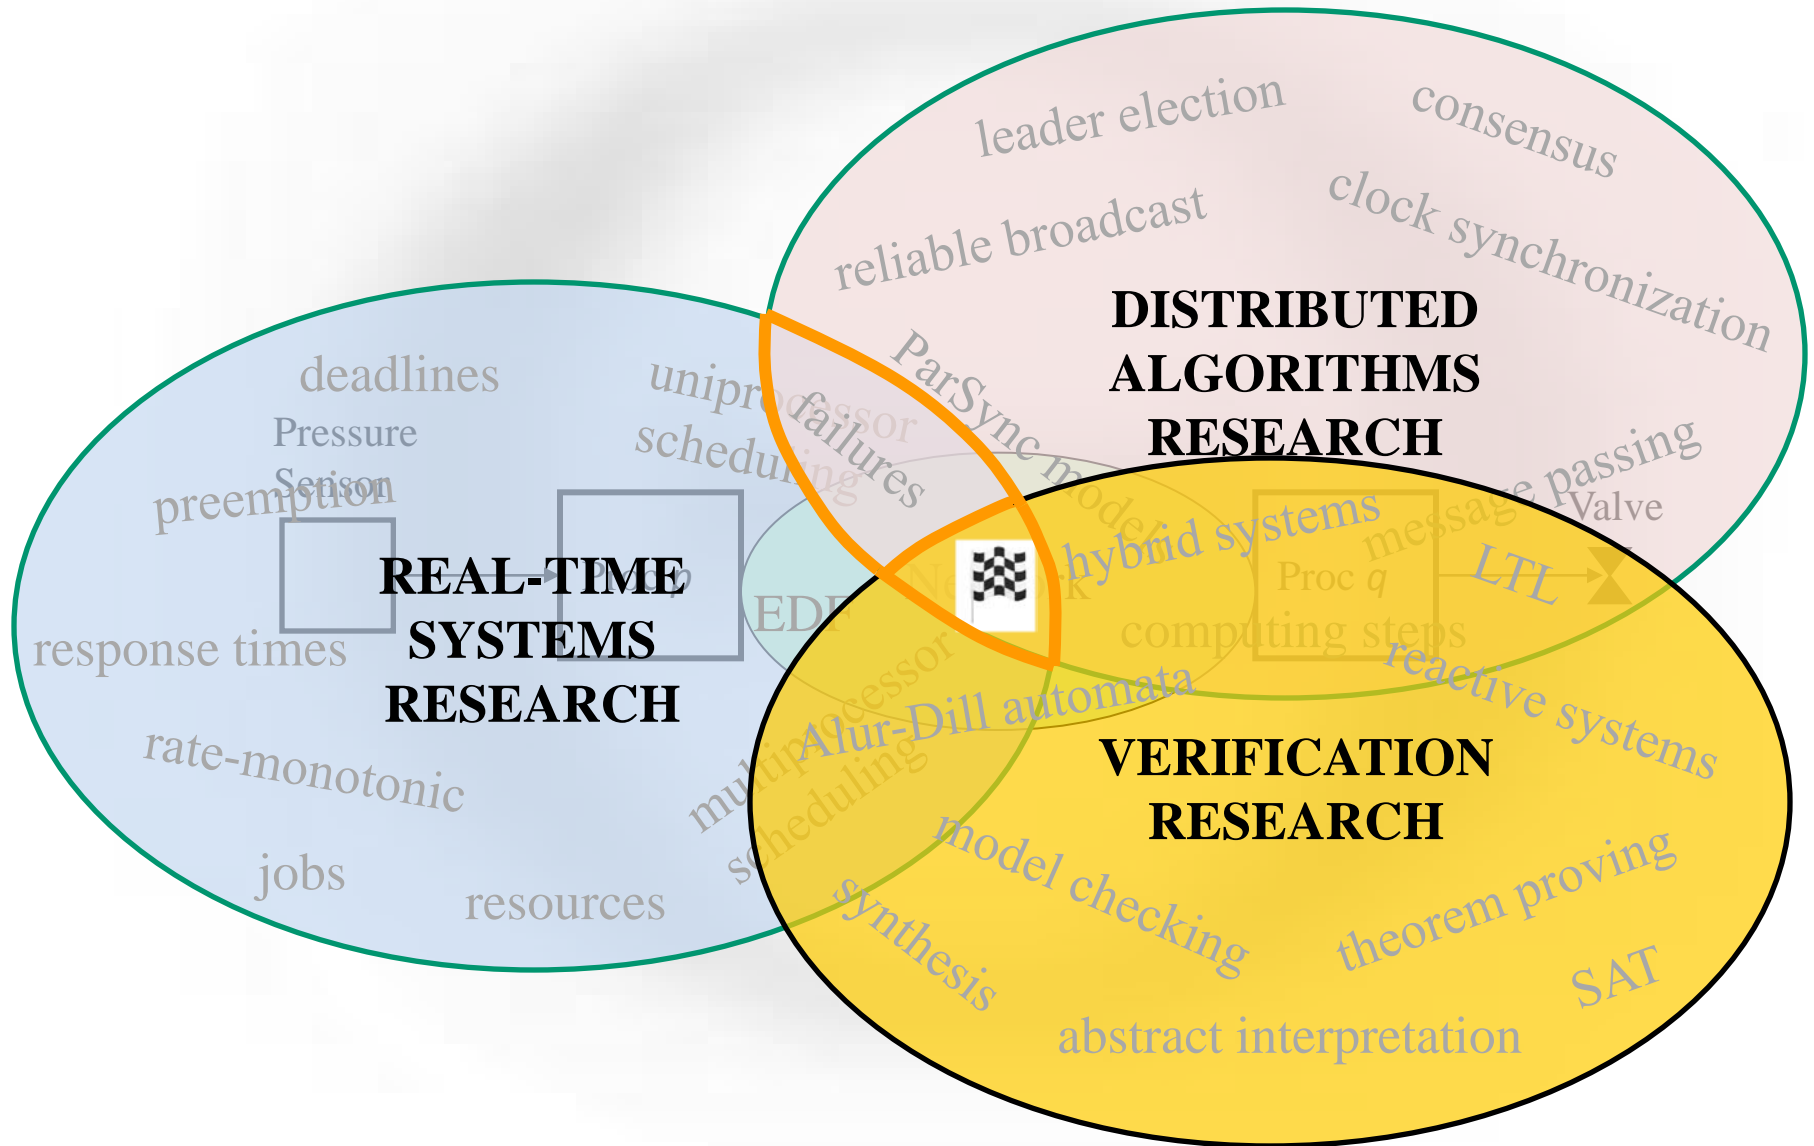 leader election
consensus
clock synchronization
reliable broadcast
DISTRIBUTED
ALGORITHMS
RESEARCH
ParSync model
message passing
Valve
failures
deadlines
uniprocessor
scheduling
Pressure
Sensor
preemption
Proc p
REAL-TIME
SYSTEMS
RESEARCH
EDF
Network
response times
rate-monotonic
jobs
resources
multiprocessor
scheduling
hybrid systems
Proc q
LTL
computing steps
reactive systems
Alur-Dill automata
VERIFICATION
RESEARCH
model checking
synthesis
theorem proving
SAT
abstract interpretation